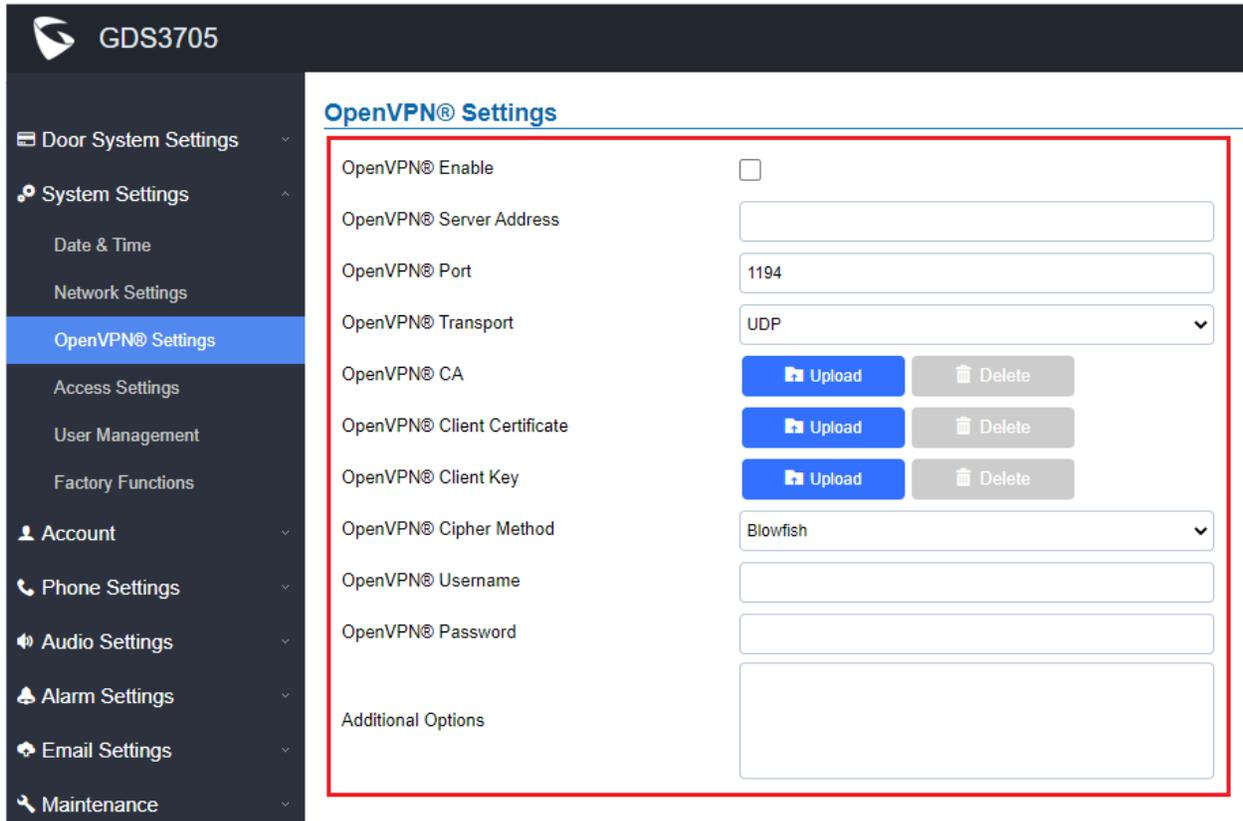 GDS3705
Door System Settings
System Settings
Date & Time
Network Settings
OpenVPN® Settings
Access Settings
User Management
Factory Functions
Account
Phone Settings
Audio Settings
Alarm Settings
Email Settings
Maintenance
OpenVPN® Settings
OpenVPN® Enable
OpenVPN® Server Address
OpenVPN® Port 1194
OpenVPN® Transport UDP
OpenVPN® CA Upload Delete
OpenVPN® Client Certificate Upload Delete
OpenVPN® Client Key Upload Delete
OpenVPN® Cipher Method Blowfish
OpenVPN® Username
OpenVPN® Password
Additional Options